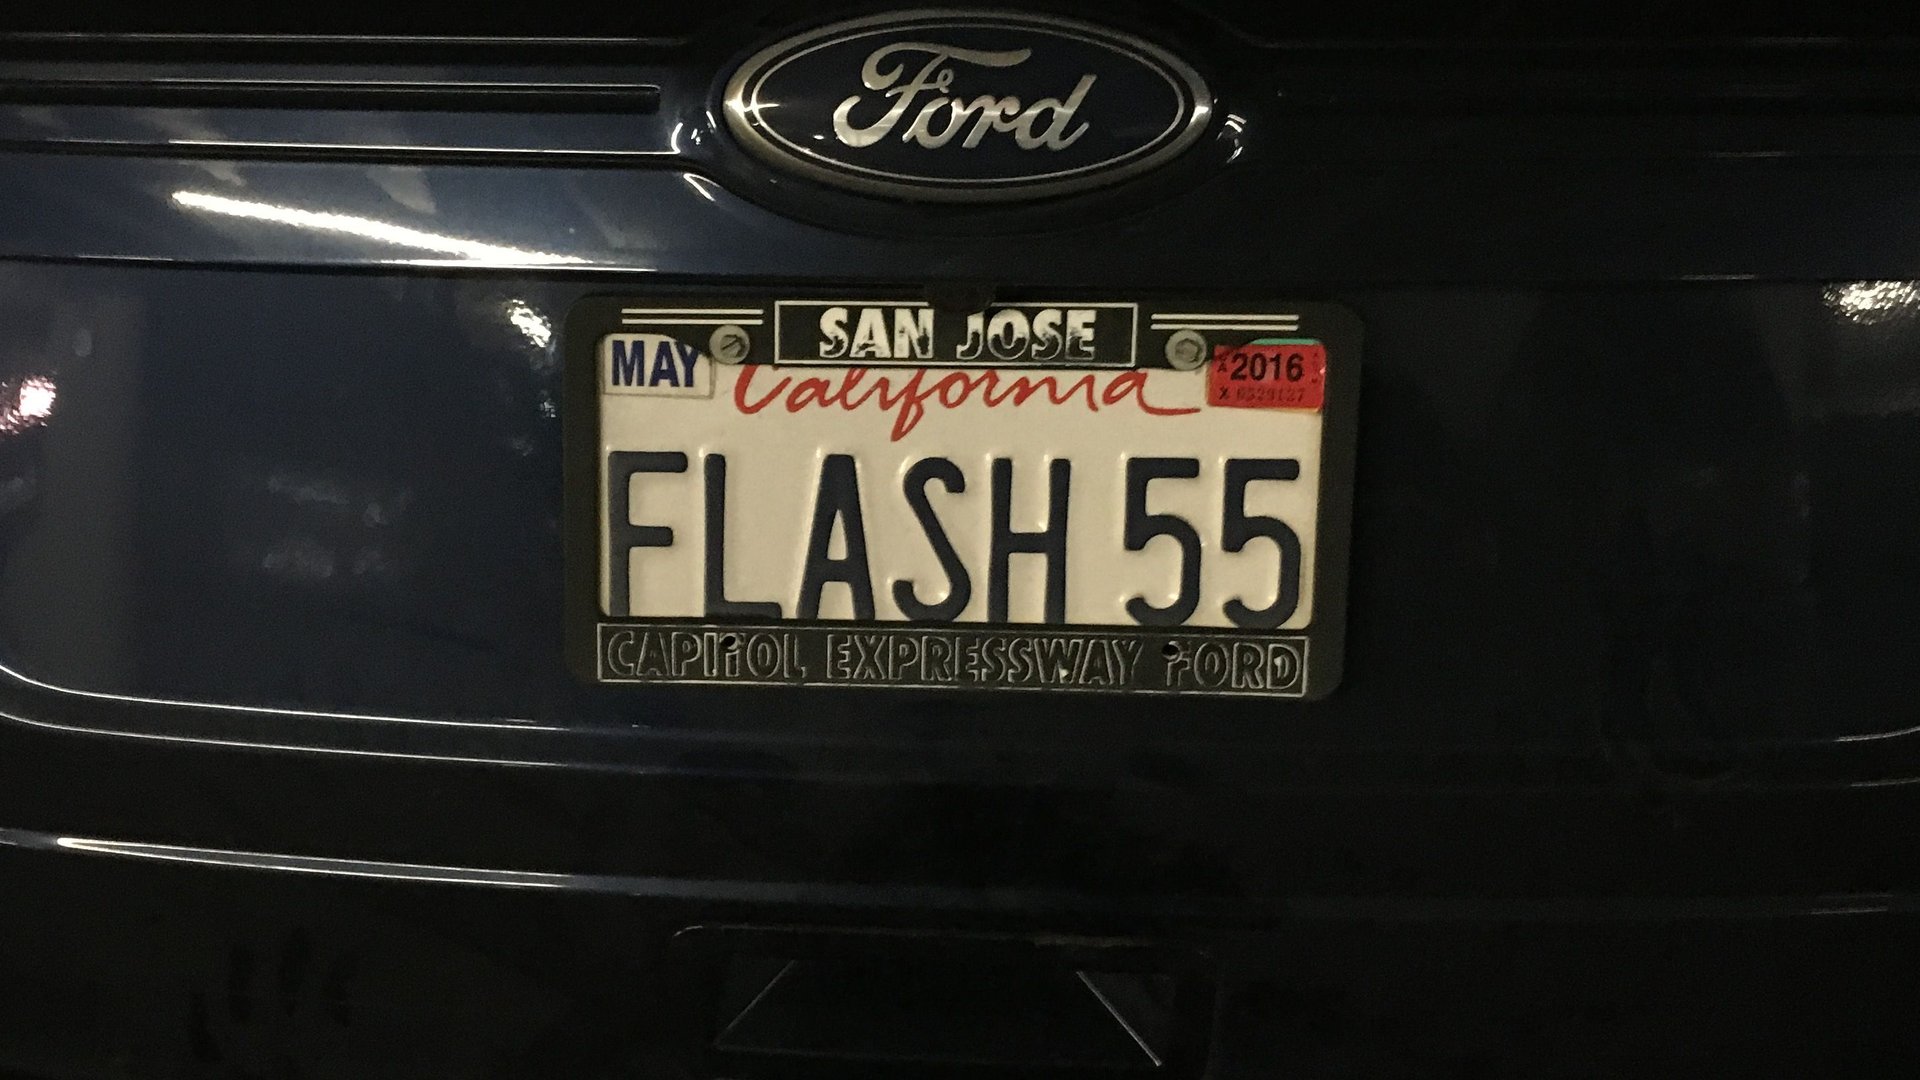 Ford
SAN JOSE
MAY
California
2016
FLASH 55
CAPITOL EXPRESSWAY FORD